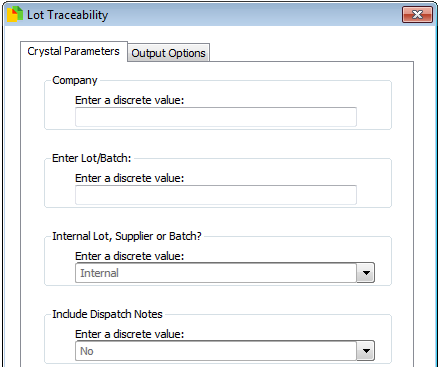 Lot Traceability
Crystal Parameters
Output Options
Company
Enter a discrete value:
Enter Lot/Batch:
Enter a discrete value:
Internal Lot, Supplier or Batch?
Enter a discrete value:
Internal
Include Dispatch Notes
Enter a discrete value:
No